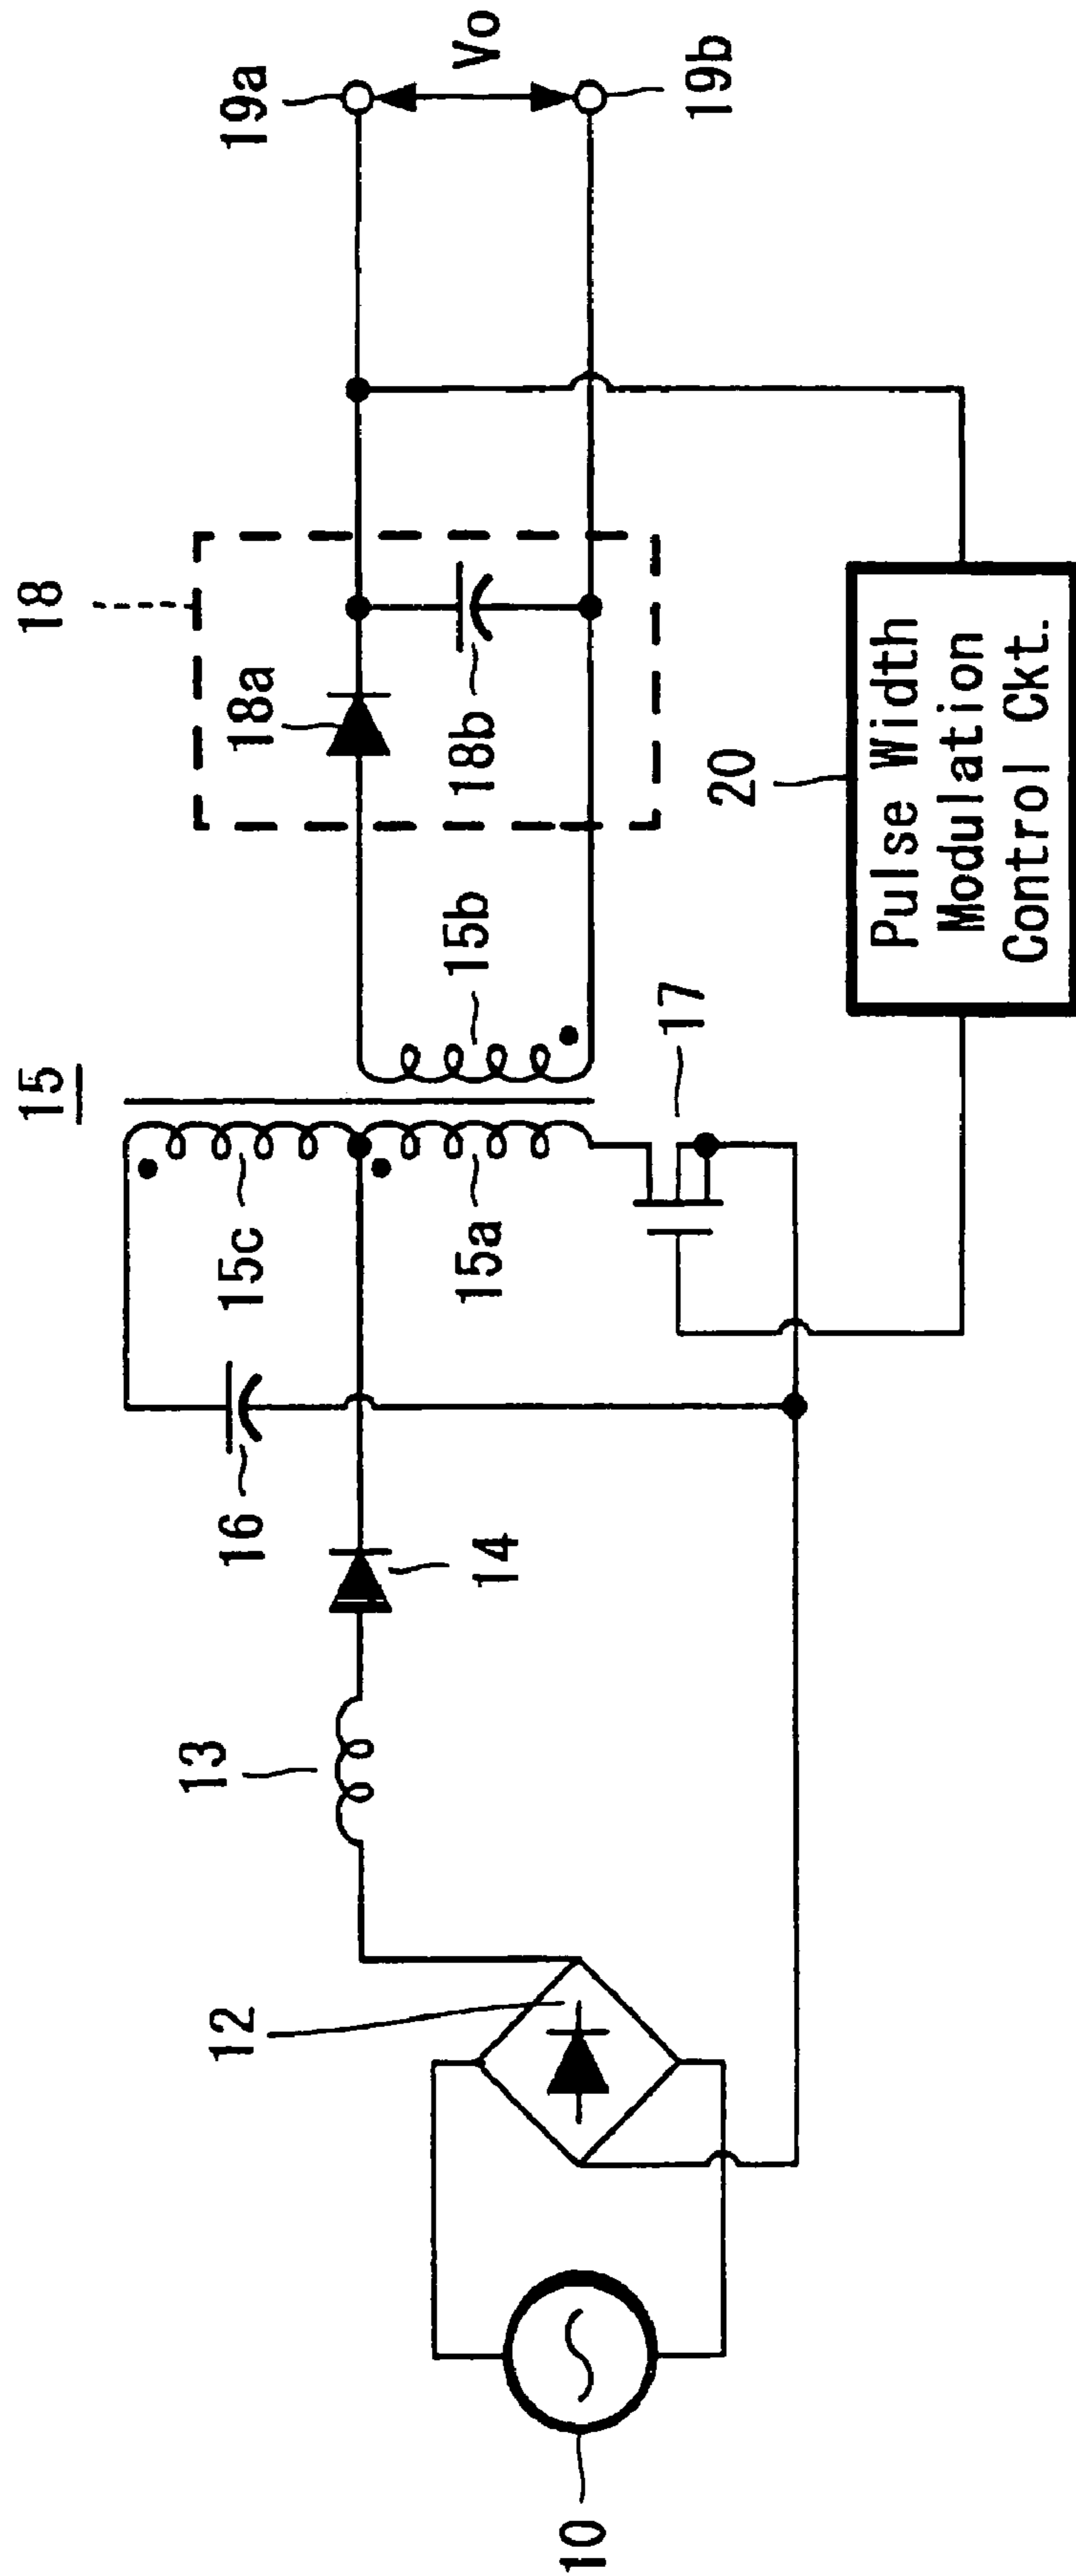 15
18
19a
18a
Vo
15c
15b
16
18b
19b
12
13
15a
14
17
20
10
Pulse Width
Modulation
Control Ckt.